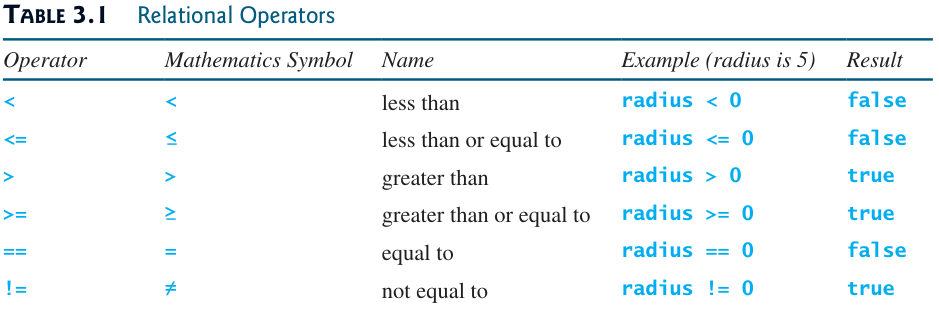 TABLE 3.1 Relational Operators
Operator Mathematics Symbol Name Example (radius is 5) Result
< < less than radius < 0 false
<= ≤ less than or equal to radius <= 0 false
> > greater than radius > 0 true
>= ≥ greater than or equal to radius >= 0 true
== = equal to radius == 0 false
!= ≠ not equal to radius != 0 true